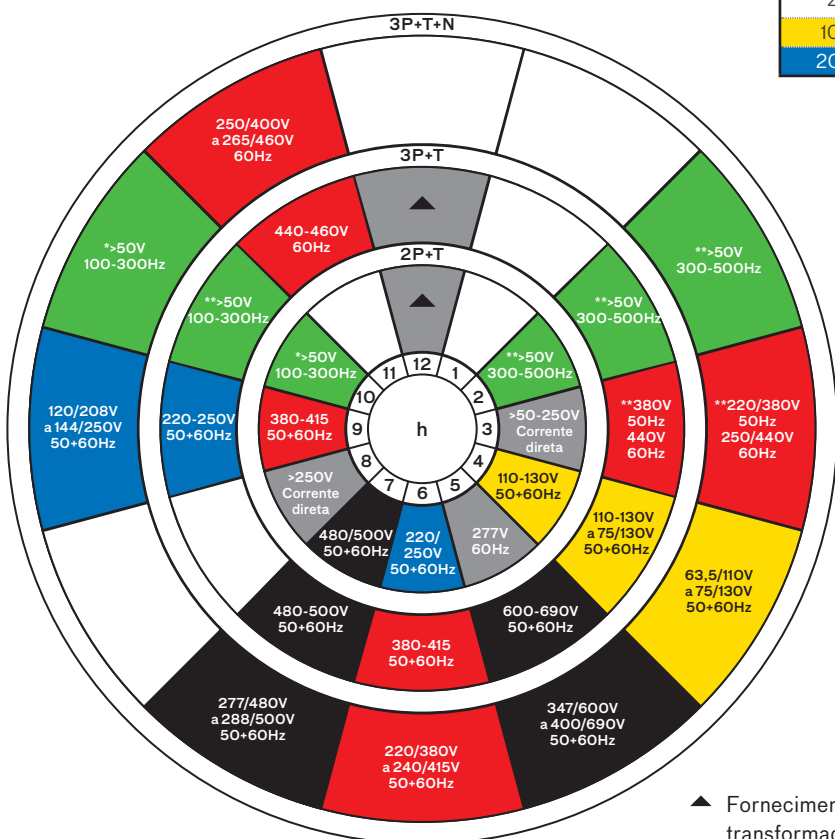 3P+T+N
250/400V
a 265/460V
60Hz
*>50V
100-300Hz
**>50V
300-500Hz
120/208V
a 144/250V
50+60Hz
**220/380V
50Hz
250/440V
60Hz
63,5/110V
a 75/130V
50+60Hz
277/480V
a 288/500V
50+60Hz
220/380V
a 240/415V
50+60Hz
347/600V
a 400/690V
50+60Hz
3P+T
▲
440-460V
60Hz
**>50V
100-300Hz
**>50V
300-500Hz
220-250V
50+60Hz
**380V
50Hz
440V
60Hz
110-130V
a 75/130V
50+60Hz
480-500V
50+60Hz
380-415
50+60Hz
600-690V
50+60Hz
2P+T
▲
*>50V
100-300Hz
**>50V
300-500Hz
380-415
50+60Hz
>50-250V
Corrente
direta
>250V
Corrente
direta
110-130V
50+60Hz
480/500V
50+60Hz
220/
250V
50+60Hz
277V
60Hz
12
1
2
3
4
5
6
7
8
9
10
11
h
10
20
▲ Fornecimen
transformad